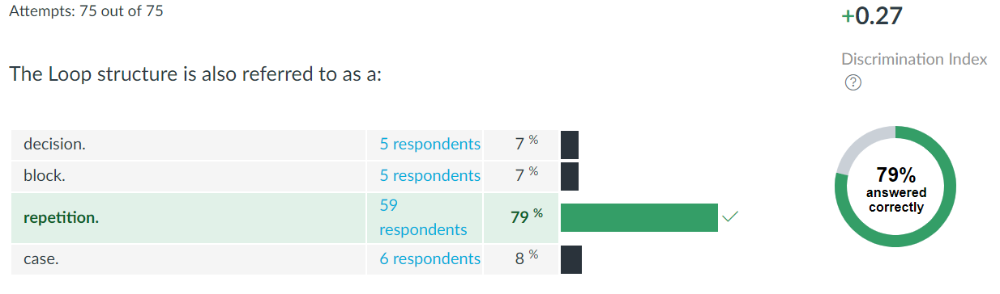 Attempts: 75 out of 75
+0.27
Discrimination Index
?
The Loop structure is also referred to as a:
decision. 5 respondents 7 %
block. 5 respondents 7 %
repetition. 59 respondents 79 %
case. 6 respondents 8 %
79%
answered
correctly